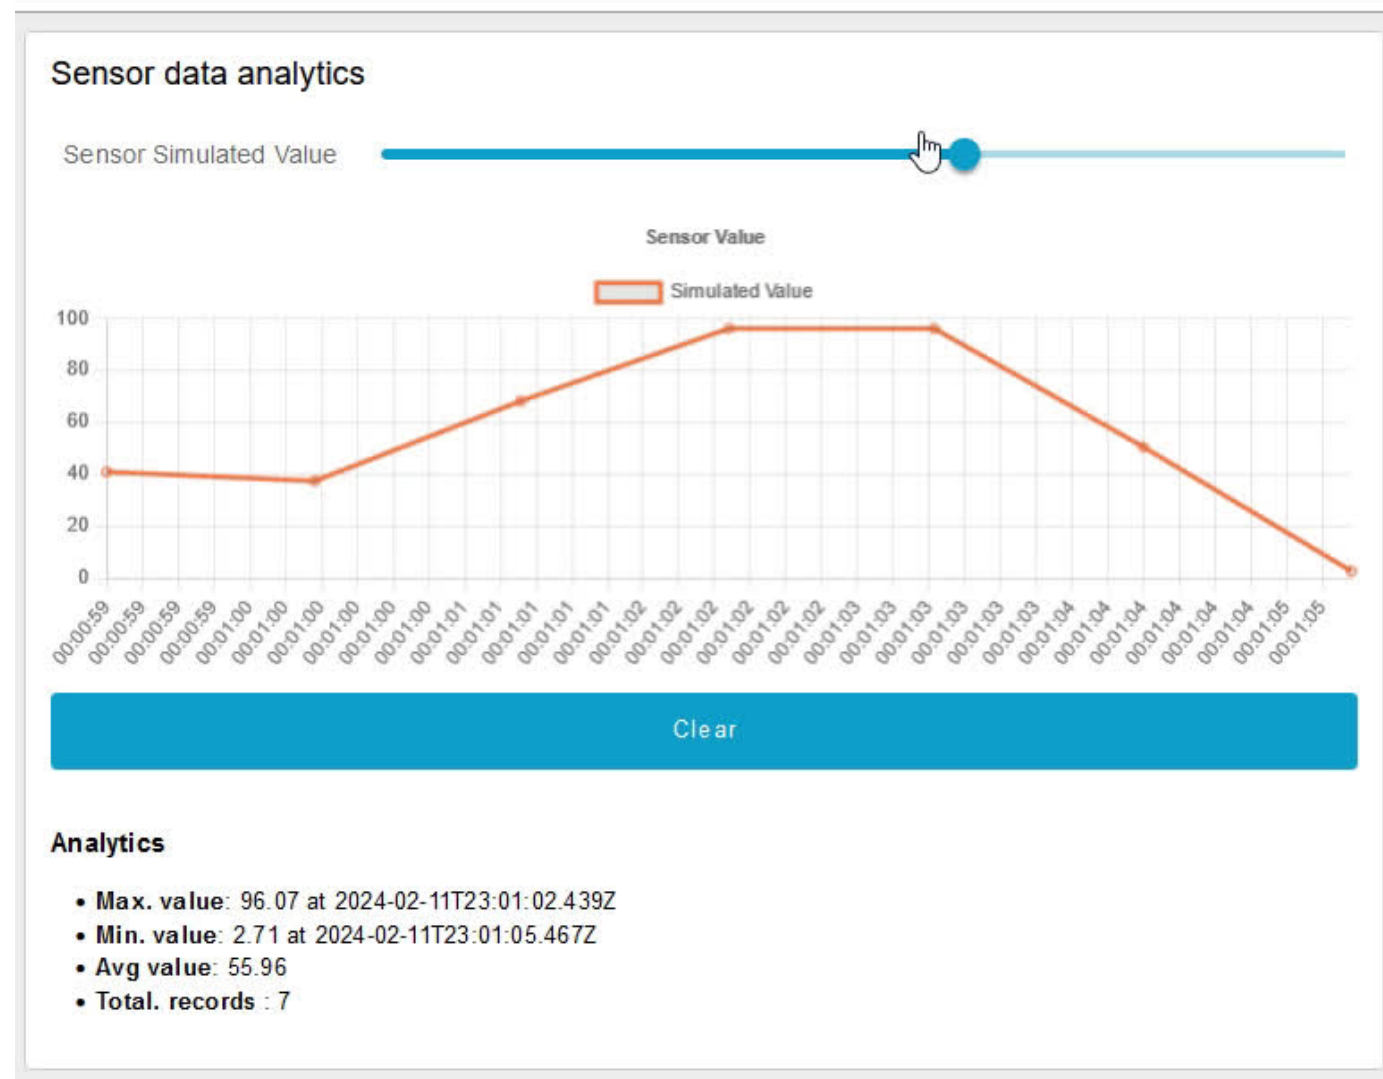 Sensor data analytics
Sensor Simulated Value
Sensor Value
Simulated Value
100
80
60
40
20
0
00:00:59 00:00:59 00:00:59 00:00:59 00:01:00 00:01:00 00:01:00 00:01:00 00:01:00 00:01:00 00:01:01 00:01:01 00:01:01 00:01:01 00:01:01 00:01:02 00:01:02 00:01:02 00:01:02 00:01:02 00:01:02 00:01:03 00:01:03 00:01:03 00:01:03 00:01:03 00:01:03 00:01:04 00:01:04 00:01:04 00:01:04 00:01:04 00:01:04 00:01:05 00:01:05
Clear
Analytics
• Max. value: 96.07 at 2024-02-11T23:01:02.439Z
• Min. value: 2.71 at 2024-02-11T23:01:05.467Z
• Avg value: 55.96
• Total. records : 7